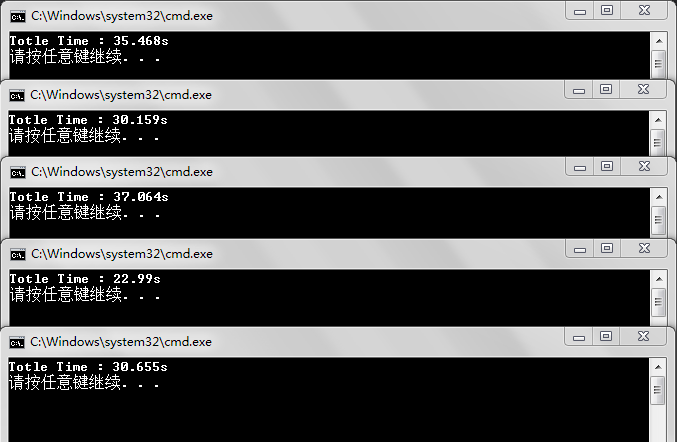 C:\Windows\system32\cmd.exe
Totle Time : 35.468s
请按任意键继续. . .
C:\Windows\system32\cmd.exe
Totle Time : 30.159s
请按任意键继续. . .
C:\Windows\system32\cmd.exe
Totle Time : 37.064s
请按任意键继续. . .
C:\Windows\system32\cmd.exe
Totle Time : 22.99s
请按任意键继续. . .
C:\Windows\system32\cmd.exe
Totle Time : 30.655s
请按任意键继续. . .